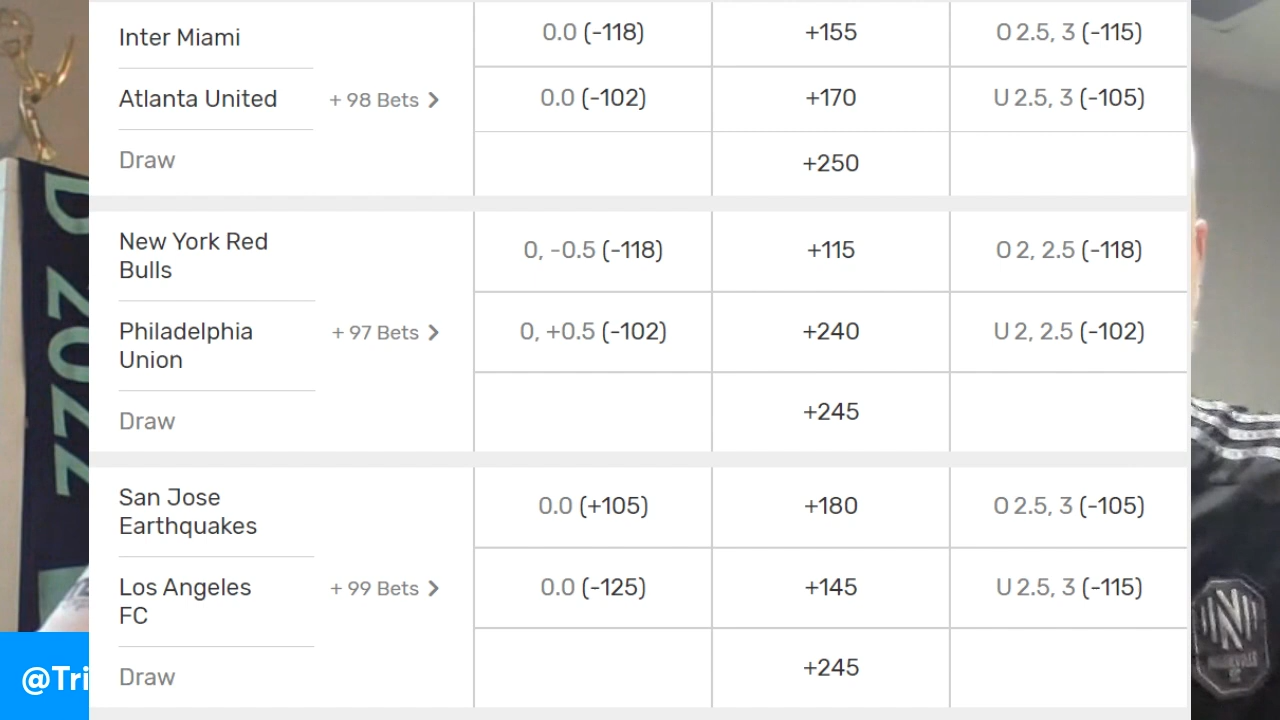 Inter Miami
0.0 (-118)
+155
O 2.5, 3 (-115)
Atlanta United
+ 98 Bets
0.0 (-102)
+170
U 2.5, 3 (-105)
Draw
+250
New York Red
Bulls
0, -0.5 (-118)
+115
O 2, 2.5 (-118)
Philadelphia
Union
+ 97 Bets
0, +0.5 (-102)
+240
U 2, 2.5 (-102)
Draw
+245
San Jose
Earthquakes
0.0 (+105)
+180
O 2.5, 3 (-105)
Los Angeles
FC
+ 99 Bets
0.0 (-125)
+145
U 2.5, 3 (-115)
Draw
+245
@Tri
2022
N